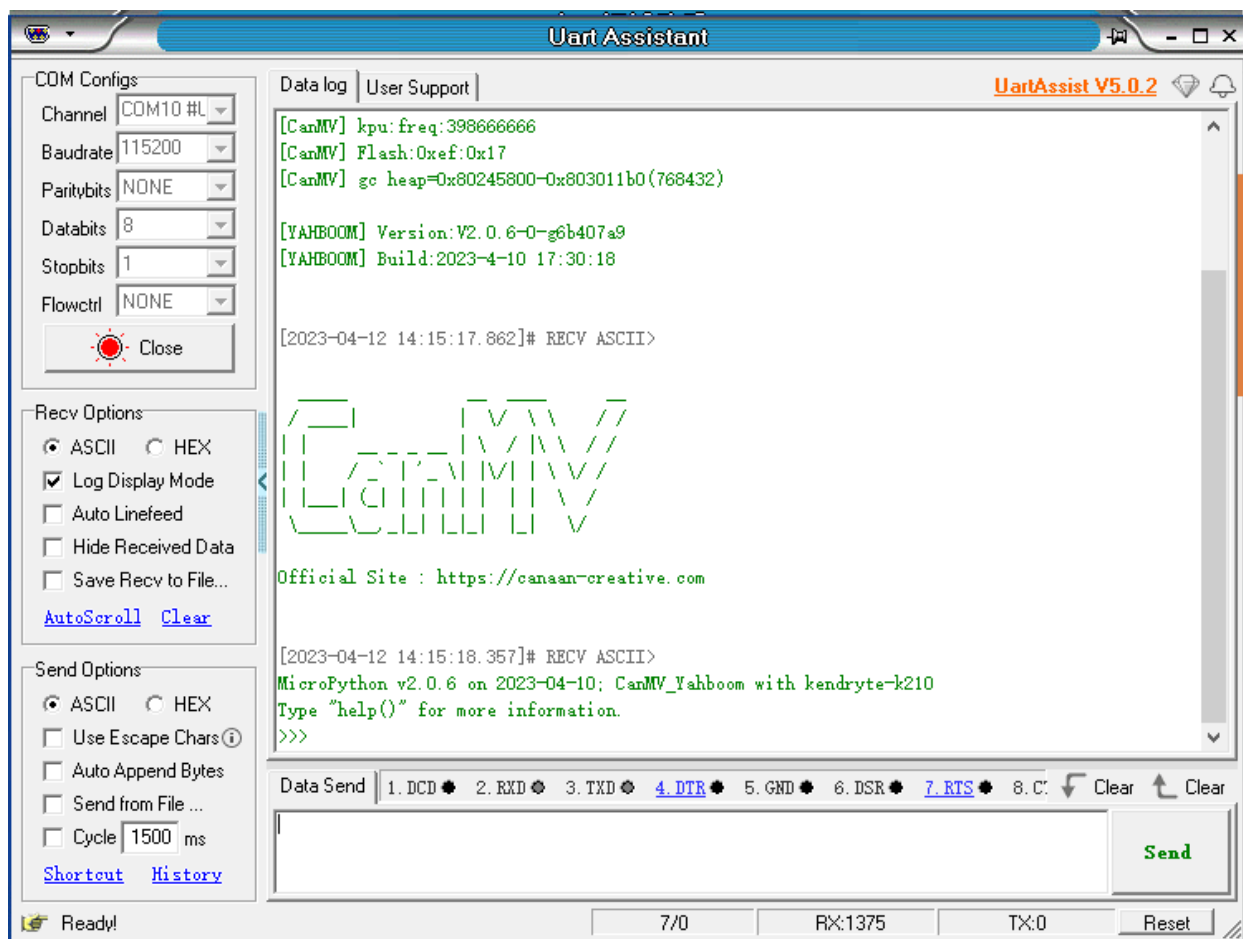 Uart Assistant
COM Configs
Channel COM10 #U
Baudrate 115200
Paritybits NONE
Databits 8
Stopbits 1
Flowctrl NONE
Close
Recv Options
ASCII HEX
Log Display Mode
Auto Linefeed
Hide Received Data
Save Recv to File...
AutoScroll Clear
Send Options
ASCII HEX
Use Escape Chars
Auto Append Bytes
Send from File ...
Cycle 1500 ms
Shortcut History
Data log User Support UartAssist V5.0.2
[CanMV] kpu:freq:398666666
[CanMV] Flash:0xef:0x17
[CanMV] gc heap=0x80245800-0x803011b0(768432)
[YAHBOOM] Version:V2.0.6-0-g6b407a9
[YAHBOOM] Build:2023-4-10 17:30:18
[2023-04-12 14:15:17.862]# RECV ASCII>
CanMV
Official Site : https://canaan-creative.com
[2023-04-12 14:15:18.357]# RECV ASCII>
MicroPython v2.0.6 on 2023-04-10; CanMV_Yahboom with kendryte-k210
Type "help()" for more information.
>>>
Data Send 1. DCD 2. RXD 3. TXD 4. DTR 5. GND 6. DSR 7. RTS 8. Clear Clear
Send
Ready! 7/0 RX:1375 TX:0 Reset